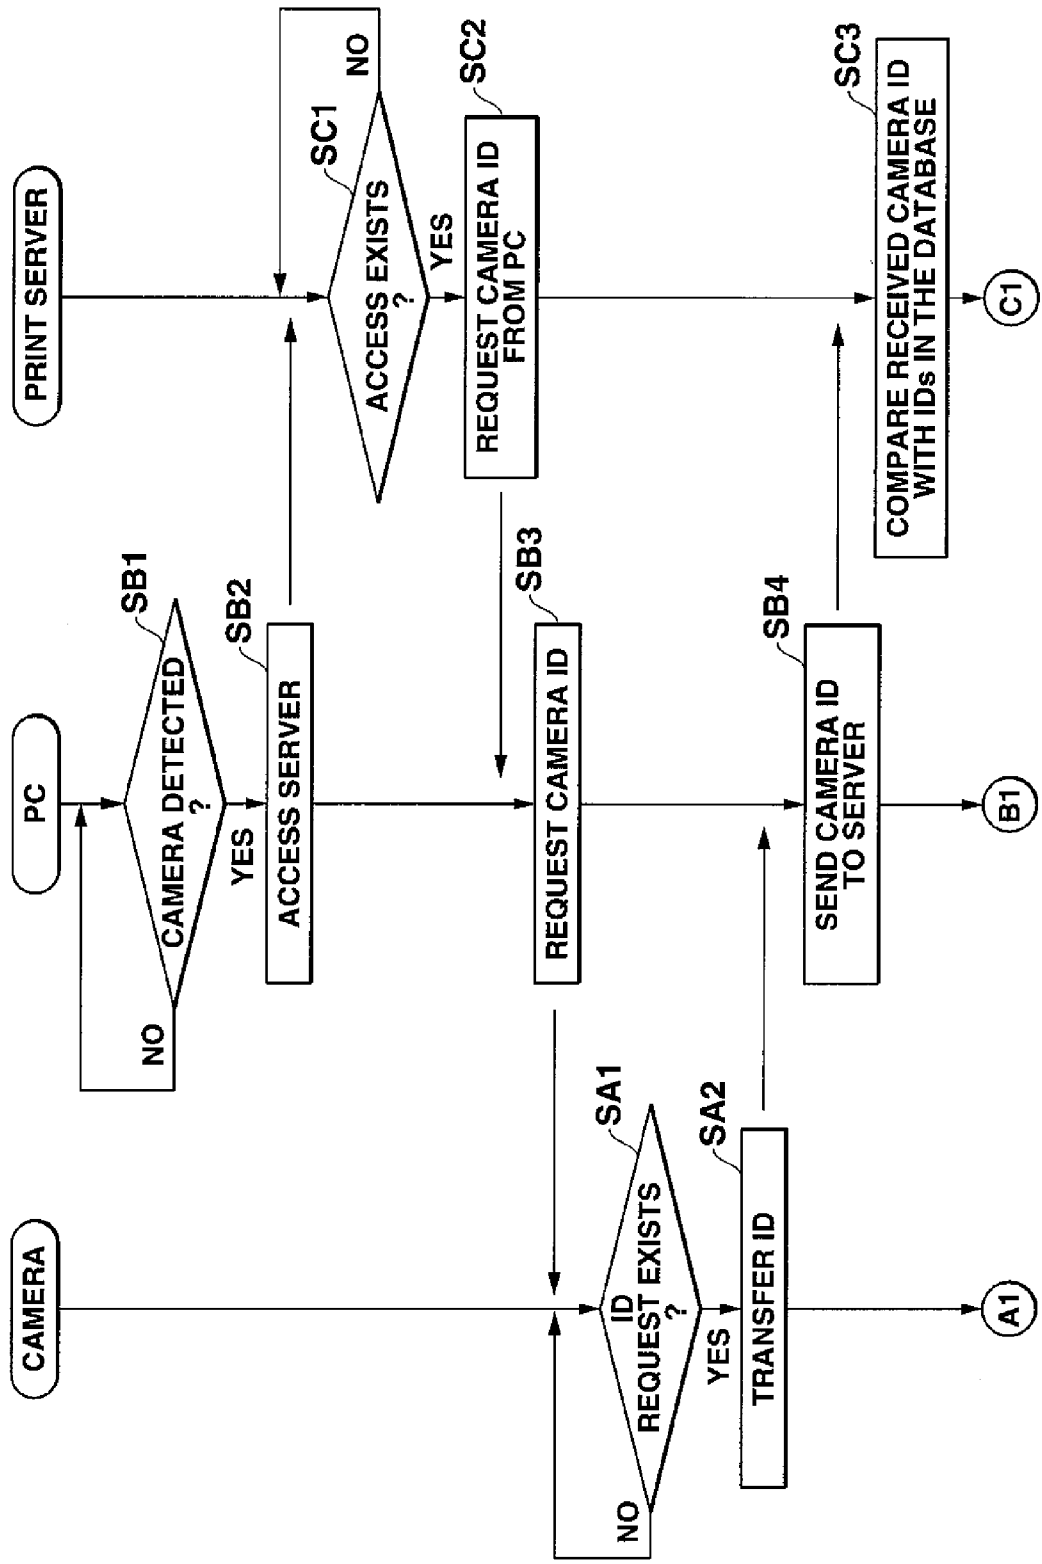 CAMERA
PC
PRINT SERVER
SB1
CAMERA DETECTED
?
NO
YES
SB2
ACCESS SERVER
SC1
ACCESS EXISTS
?
NO
YES
SC2
REQUEST CAMERA ID
FROM PC
SB3
REQUEST CAMERA ID
SA1
ID
REQUEST EXISTS
?
NO
YES
SA2
TRANSFER ID
SB4
SEND CAMERA ID
TO SERVER
SC3
COMPARE RECEIVED CAMERA ID
WITH IDs IN THE DATABASE
A1
B1
C1